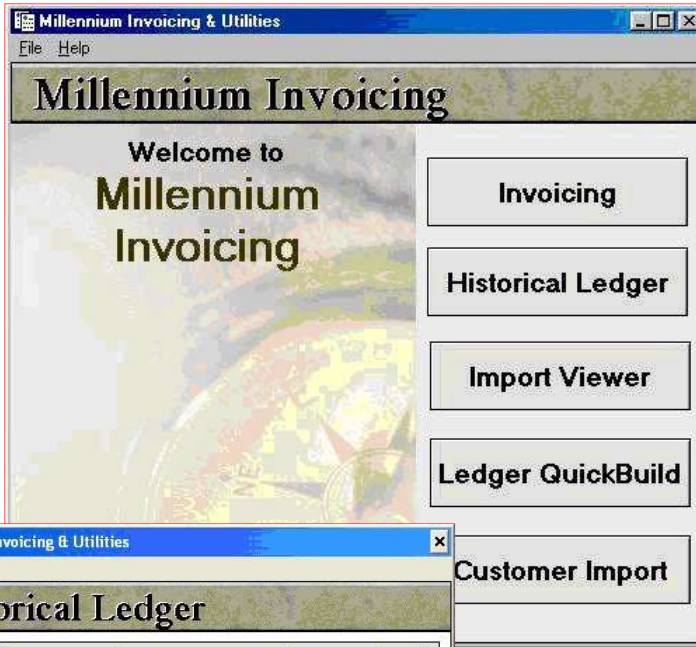 Millennium Invoicing & Utilities
File Help
Millennium Invoicing
Welcome to
Millennium
Invoicing
Invoicing
Historical Ledger
Import Viewer
Ledger QuickBuild
Customer Import
nvoicing & Utilities
orical Ledger